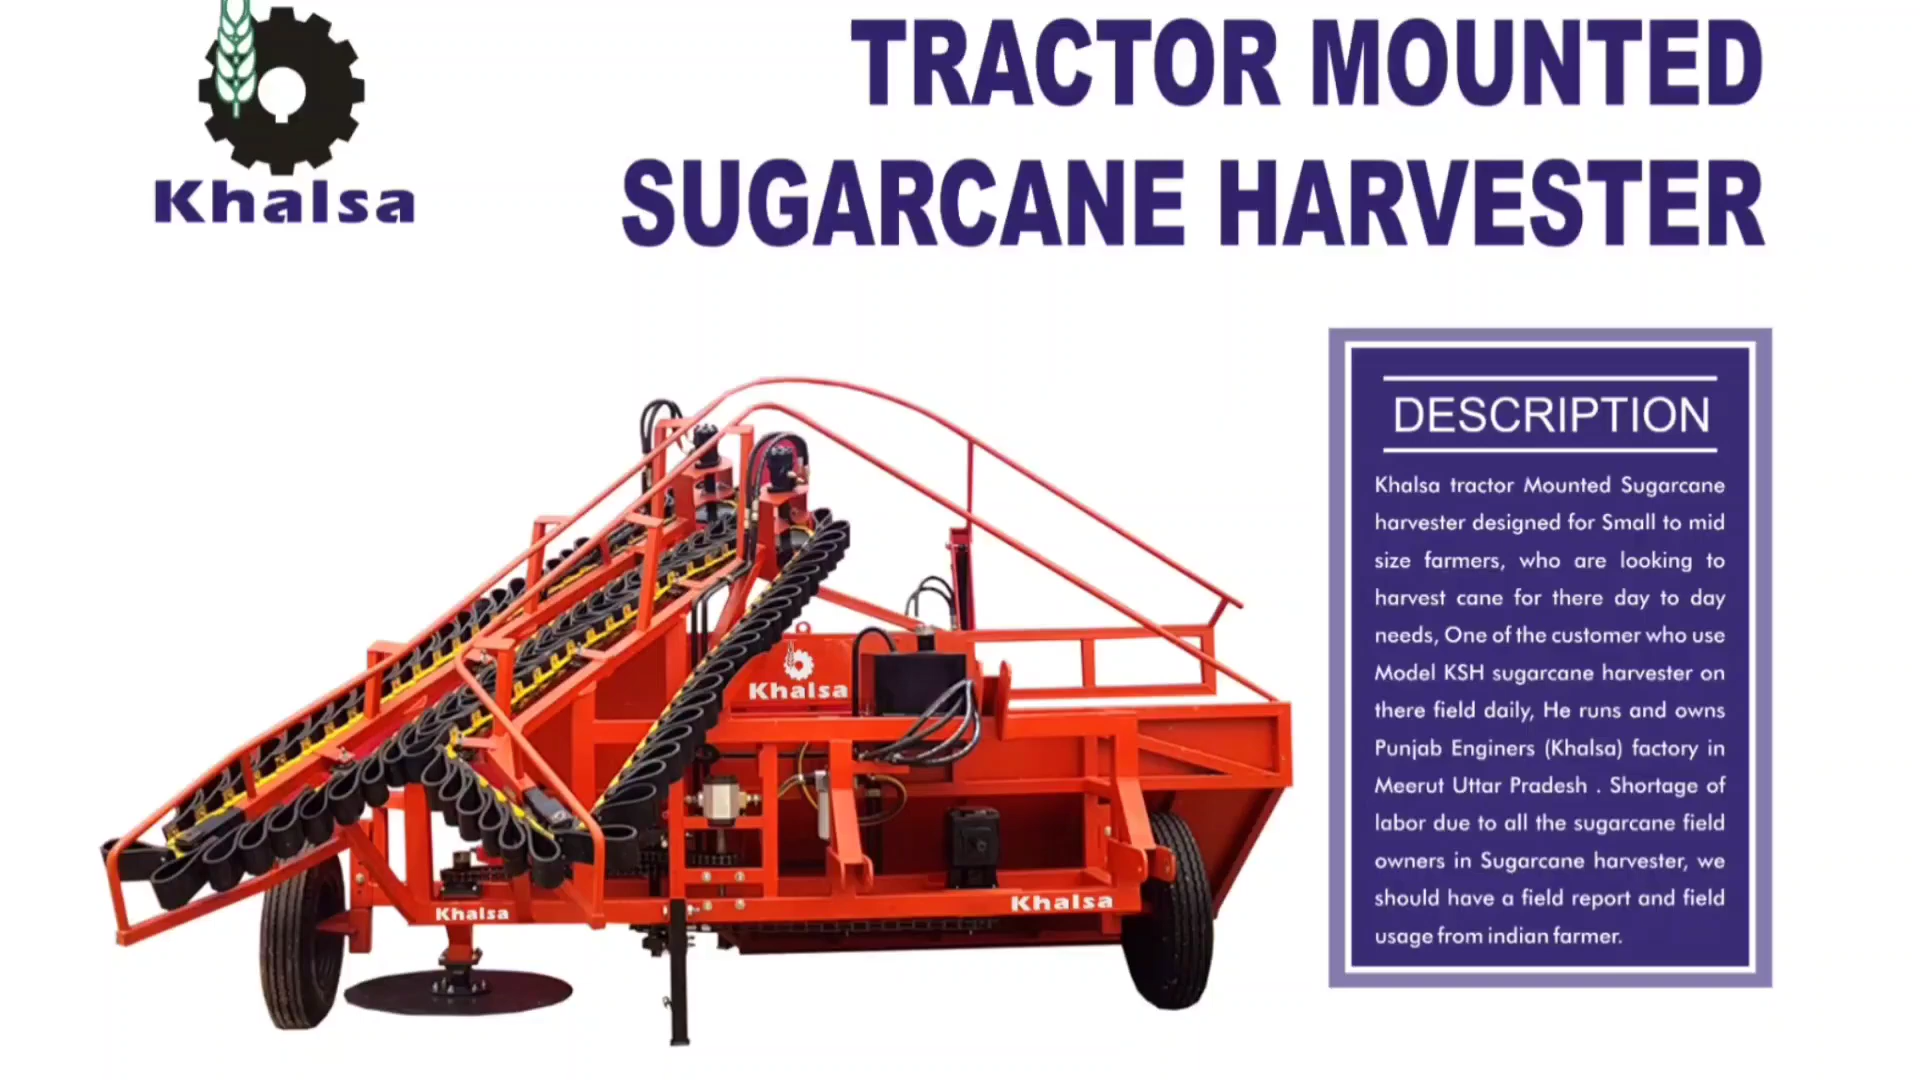 TRACTOR MOUNTED
SUGARCANE HARVESTER
Khalsa
DESCRIPTION
Khalsa tractor Mounted Sugarcane
harvester designed for Small to mid
size farmers, who are looking to
harvest cane for there day to day
needs, One of the customer who use
Model KSH sugarcane harvester on
there field daily, He runs and owns
Punjab Enginers (Khalsa) factory in
Meerut Uttar Pradesh . Shortage of
labor due to all the sugarcane field
owners in Sugarcane harvester, we
should have a field report and field
usage from indian farmer.
Khalsa
Khalsa
Khalsa